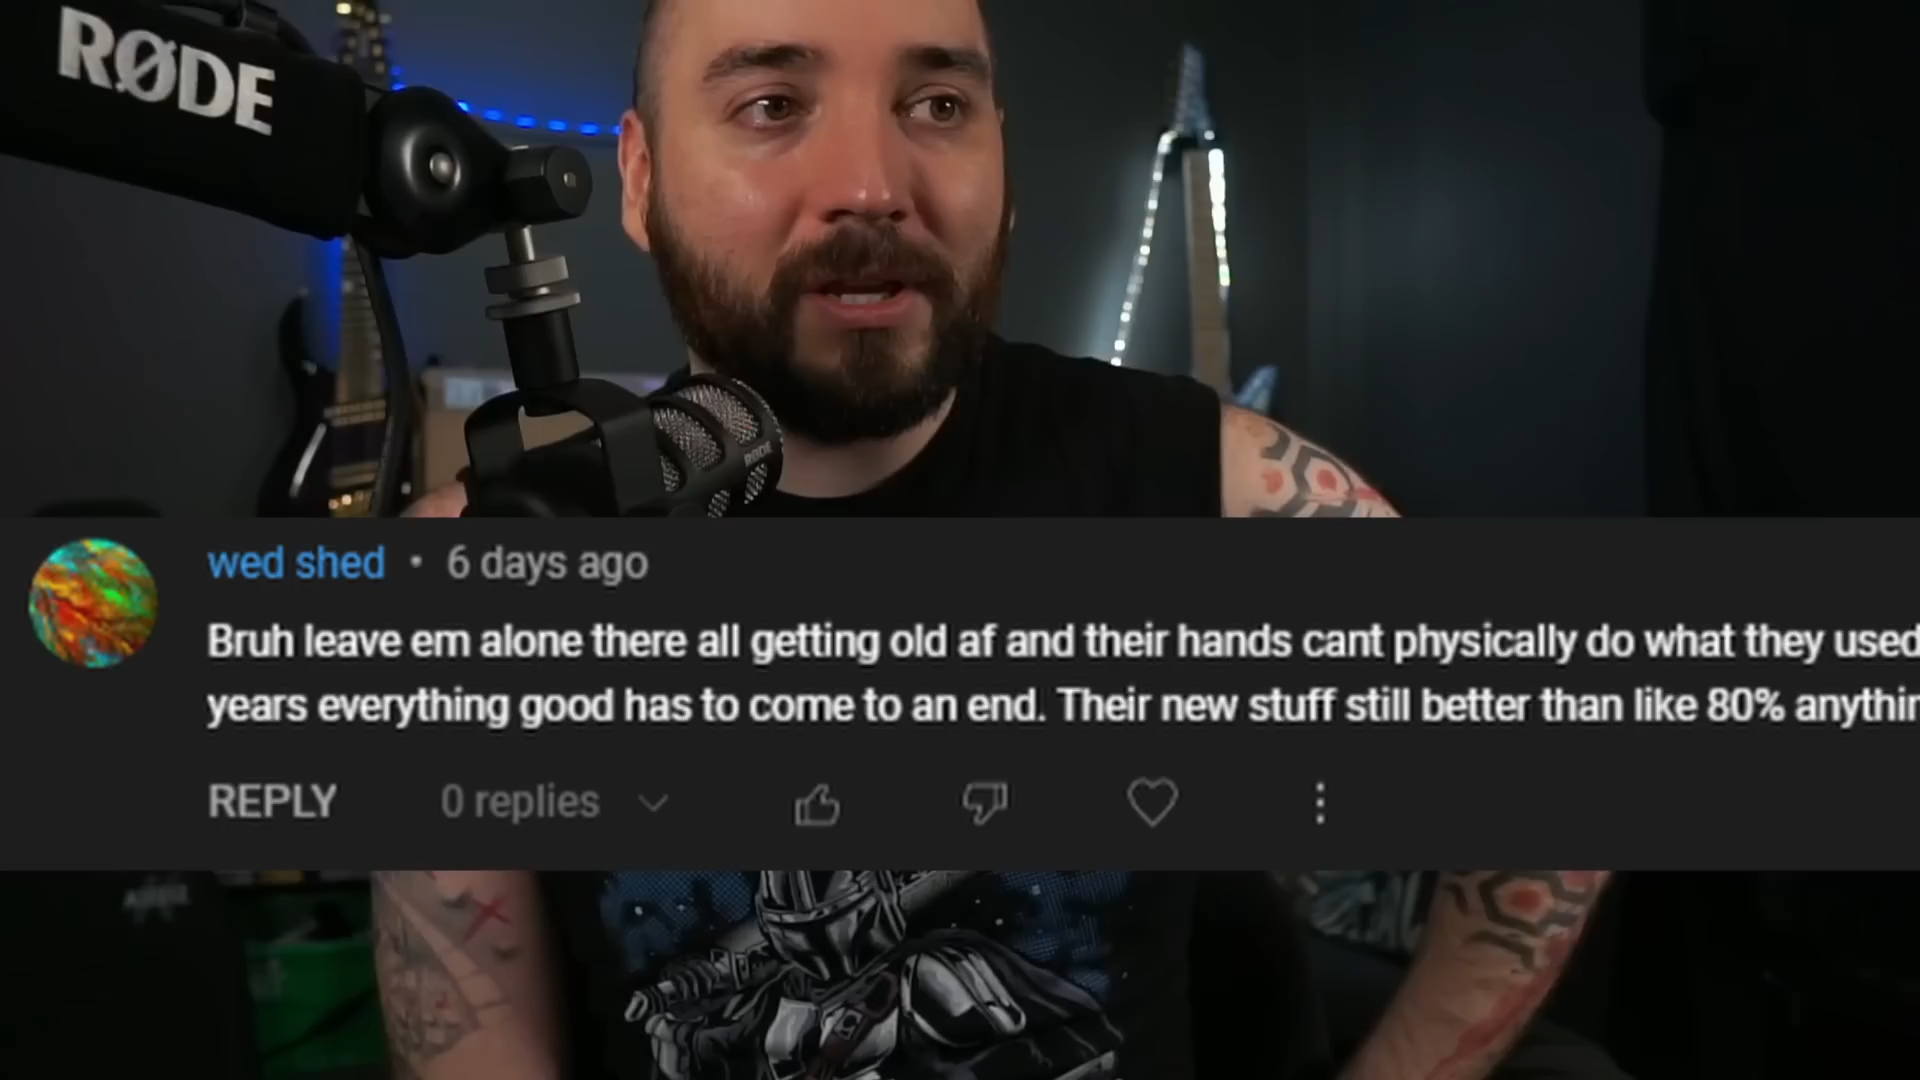 RØDE
RØDE
wed shed • 6 days ago
Bruh leave em alone there all getting old af and their hands cant physically do what they used
years everything good has to come to an end. Their new stuff still better than like 80% anythin
REPLY 0 replies